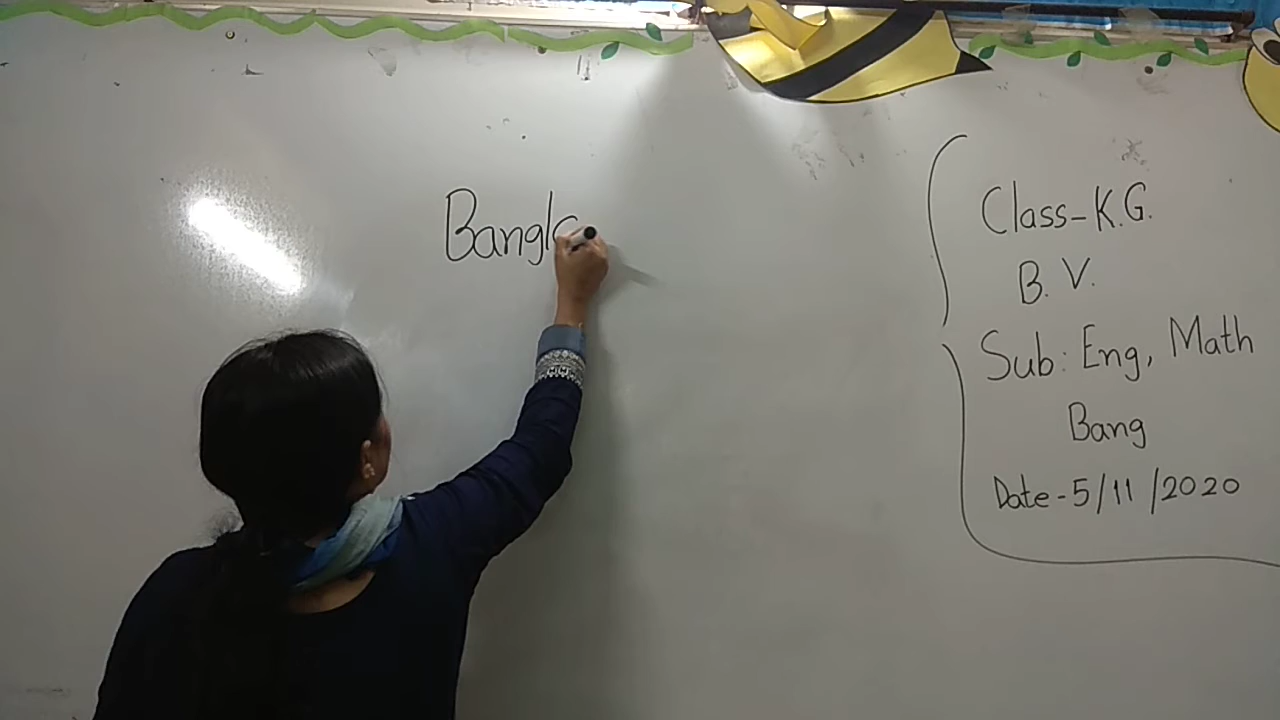 Bangla
Class-K.G.
B. V.
Sub: Eng, Math
Bang
Date-5/11/2020